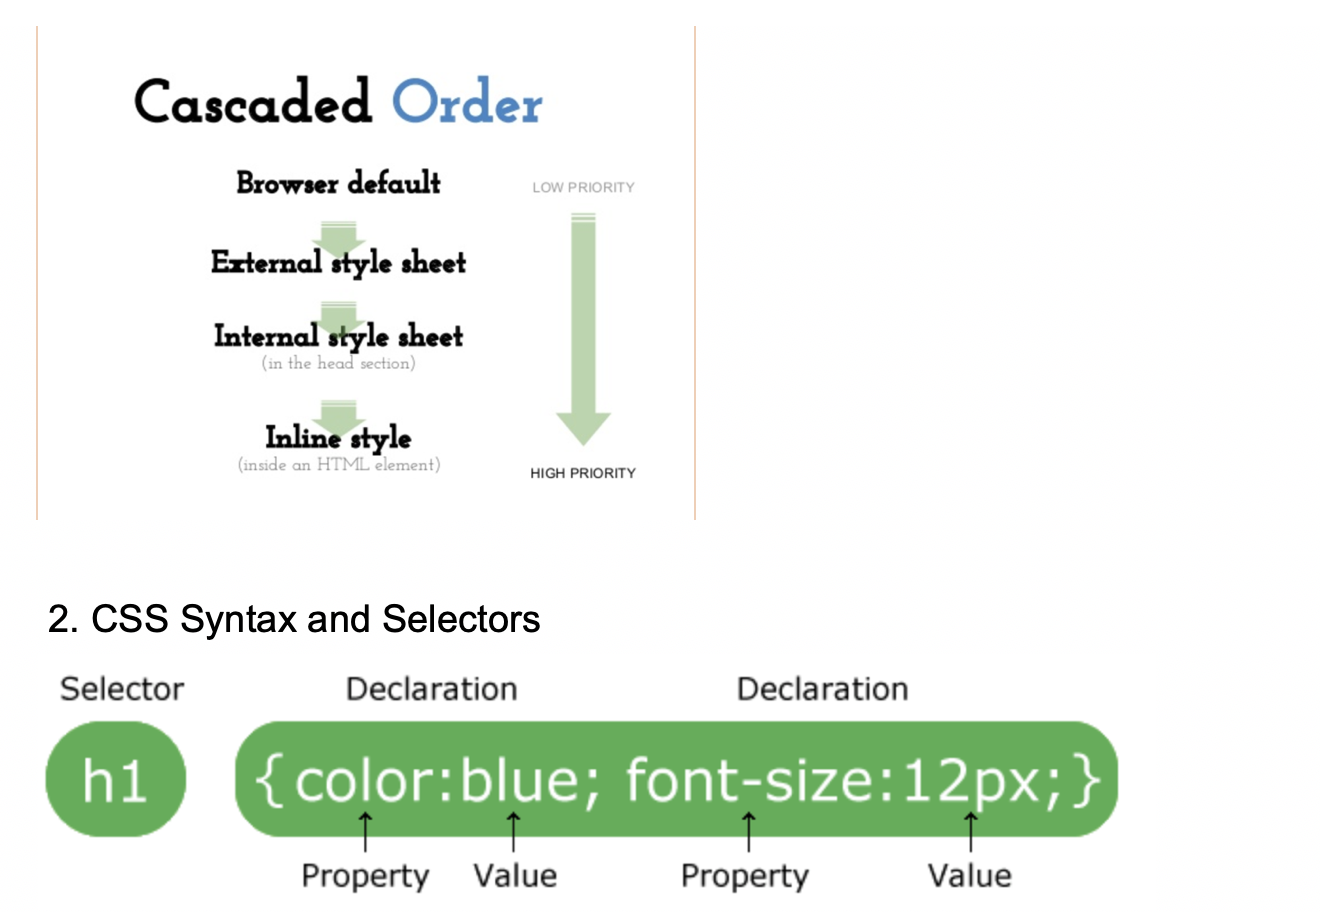 Cascaded Order
Browser default
LOW PRIORITY
External style sheet
Internal style sheet
(in the head section)
Inline style
(inside an HTML element)
HIGH PRIORITY
2. CSS Syntax and Selectors
Selector Declaration Declaration
h1 {color:blue; font-size:12px;}
Property Value Property Value